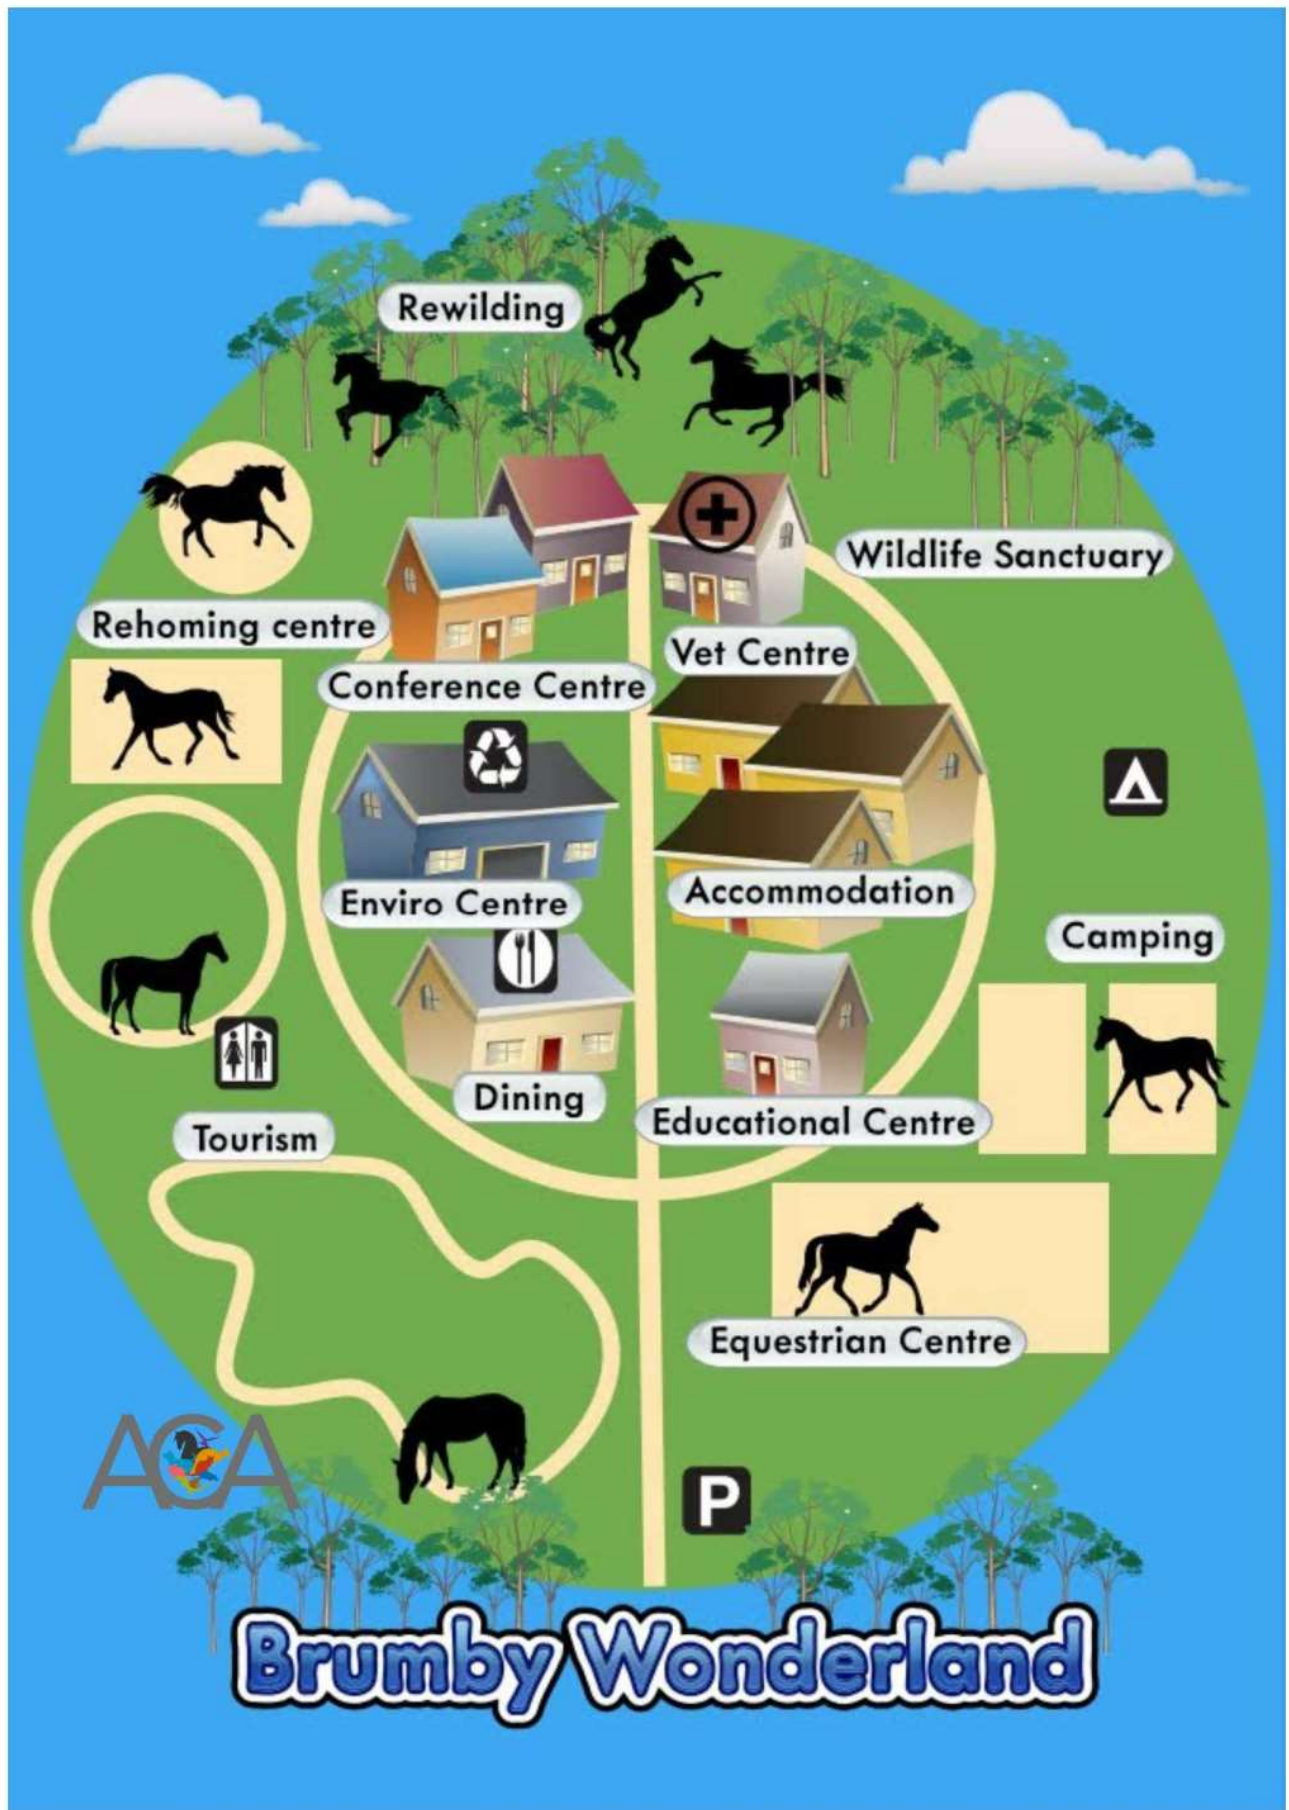 Rewilding
Wildlife Sanctuary
Rehoming centre
Vet Centre
Conference Centre
Enviro Centre
Accommodation
Camping
Dining
Educational Centre
Tourism
Equestrian Centre
ACA
P
Brumby Wonderland